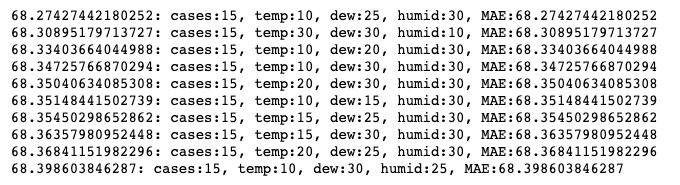 68.27427442180252: cases:15, temp:10, dew:25, humid:30, MAE:68.27427442180252
68.30895179713727: cases:15, temp:30, dew:30, humid:10, MAE:68.30895179713727
68.33403664044988: cases:15, temp:10, dew:20, humid:30, MAE:68.33403664044988
68.34725766870294: cases:15, temp:10, dew:30, humid:30, MAE:68.34725766870294
68.35040634085308: cases:15, temp:20, dew:30, humid:30, MAE:68.35040634085308
68.35148441502739: cases:15, temp:10, dew:15, humid:30, MAE:68.35148441502739
68.35450298652862: cases:15, temp:15, dew:25, humid:30, MAE:68.35450298652862
68.36357980952448: cases:15, temp:15, dew:30, humid:30, MAE:68.36357980952448
68.36841151982296: cases:15, temp:20, dew:25, humid:30, MAE:68.36841151982296
68.398603846287: cases:15, temp:10, dew:30, humid:25, MAE:68.398603846287